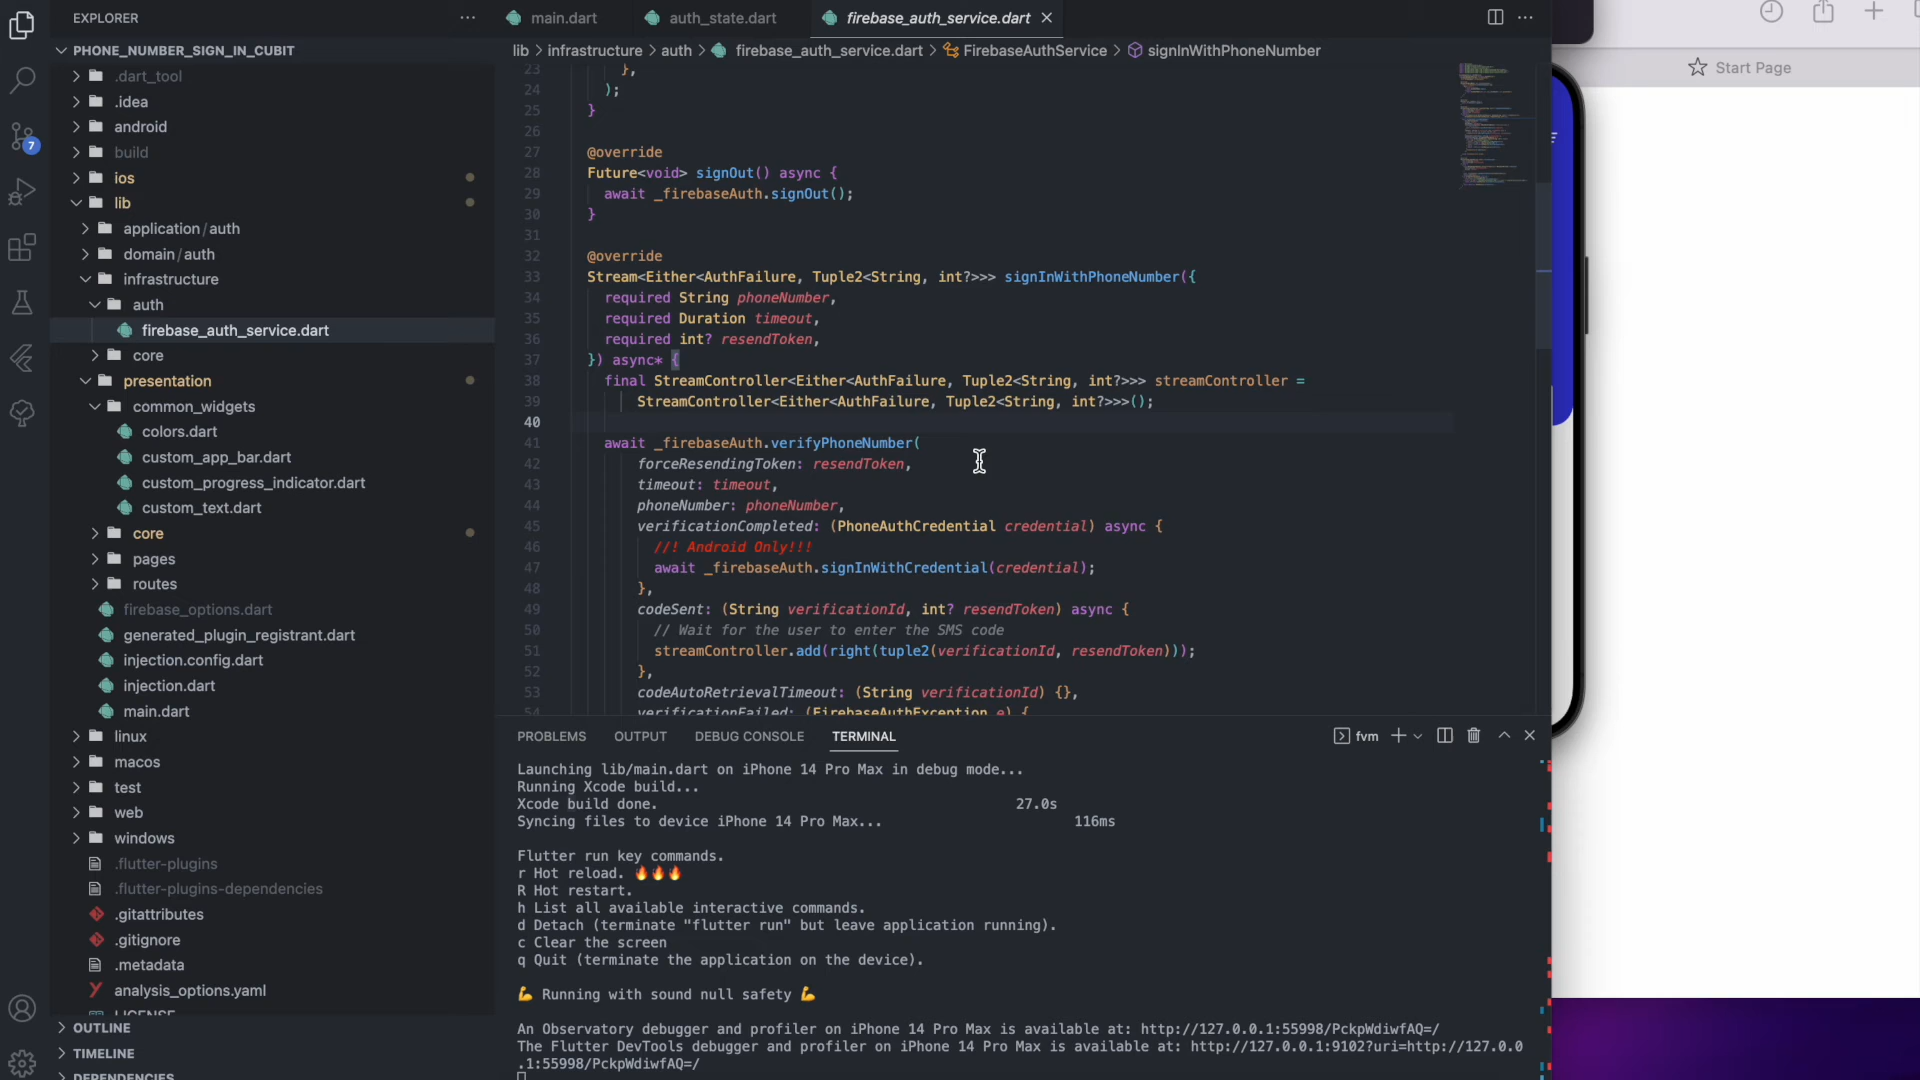 EXPLORER
PHONE_NUMBER_SIGN_IN_CUBIT
.dart_tool
.idea
android
build
ios
lib
application/auth
domain/auth
infrastructure
auth
firebase_auth_service.dart
core
presentation
common_widgets
colors.dart
custom_app_bar.dart
custom_progress_indicator.dart
custom_text.dart
core
pages
routes
firebase_options.dart
generated_plugin_registrant.dart
injection.config.dart
injection.dart
main.dart
linux
macos
test
web
windows
.flutter-plugins
.flutter-plugins-dependencies
.gitattributes
.gitignore
.metadata
analysis_options.yaml
LICENSE
OUTLINE
TIMELINE
DEPENDENCIES
7
main.dart
auth_state.dart
firebase_auth_service.dart
lib > infrastructure > auth > firebase_auth_service.dart > FirebaseAuthService > signInWithPhoneNumber
23 },
24 );
25 }
26
27 @override
28 Future<void> signOut() async {
29 await _firebaseAuth.signOut();
30 }
31
32 @override
33 Stream<Either<AuthFailure, Tuple2<String, int?>>> signInWithPhoneNumber({
34 required String phoneNumber,
35 required Duration timeout,
36 required int? resendToken,
37 }) async* {
38 final StreamController<Either<AuthFailure, Tuple2<String, int?>>> streamController =
39 StreamController<Either<AuthFailure, Tuple2<String, int?>>>();
40
41 await _firebaseAuth.verifyPhoneNumber(
42 forceResendingToken: resendToken,
43 timeout: timeout,
44 phoneNumber: phoneNumber,
45 verificationCompleted: (PhoneAuthCredential credential) async {
46 //! Android Only!!!
47 await _firebaseAuth.signInWithCredential(credential);
48 },
49 codeSent: (String verificationId, int? resendToken) async {
50 // Wait for the user to enter the SMS code
51 streamController.add(right(tuple2(verificationId, resendToken)));
52 },
53 codeAutoRetrievalTimeout: (String verificationId) {},
54 verificationFailed: (FirebaseAuthException e) {
PROBLEMS OUTPUT DEBUG CONSOLE TERMINAL
fvm
Launching lib/main.dart on iPhone 14 Pro Max in debug mode...
Running Xcode build...
Xcode build done. 27.0s
Syncing files to device iPhone 14 Pro Max... 116ms
Flutter run key commands.
r Hot reload. 🔥🔥🔥
R Hot restart.
h List all available interactive commands.
d Detach (terminate "flutter run" but leave application running).
c Clear the screen
q Quit (terminate the application on the device).
💪 Running with sound null safety 💪
An Observatory debugger and profiler on iPhone 14 Pro Max is available at: http://127.0.0.1:55998/PckpWdiwfAQ=/
The Flutter DevTools debugger and profiler on iPhone 14 Pro Max is available at: http://127.0.0.1:9102?uri=http://127.0.0
.1:55998/PckpWdiwfAQ=/
Start Page